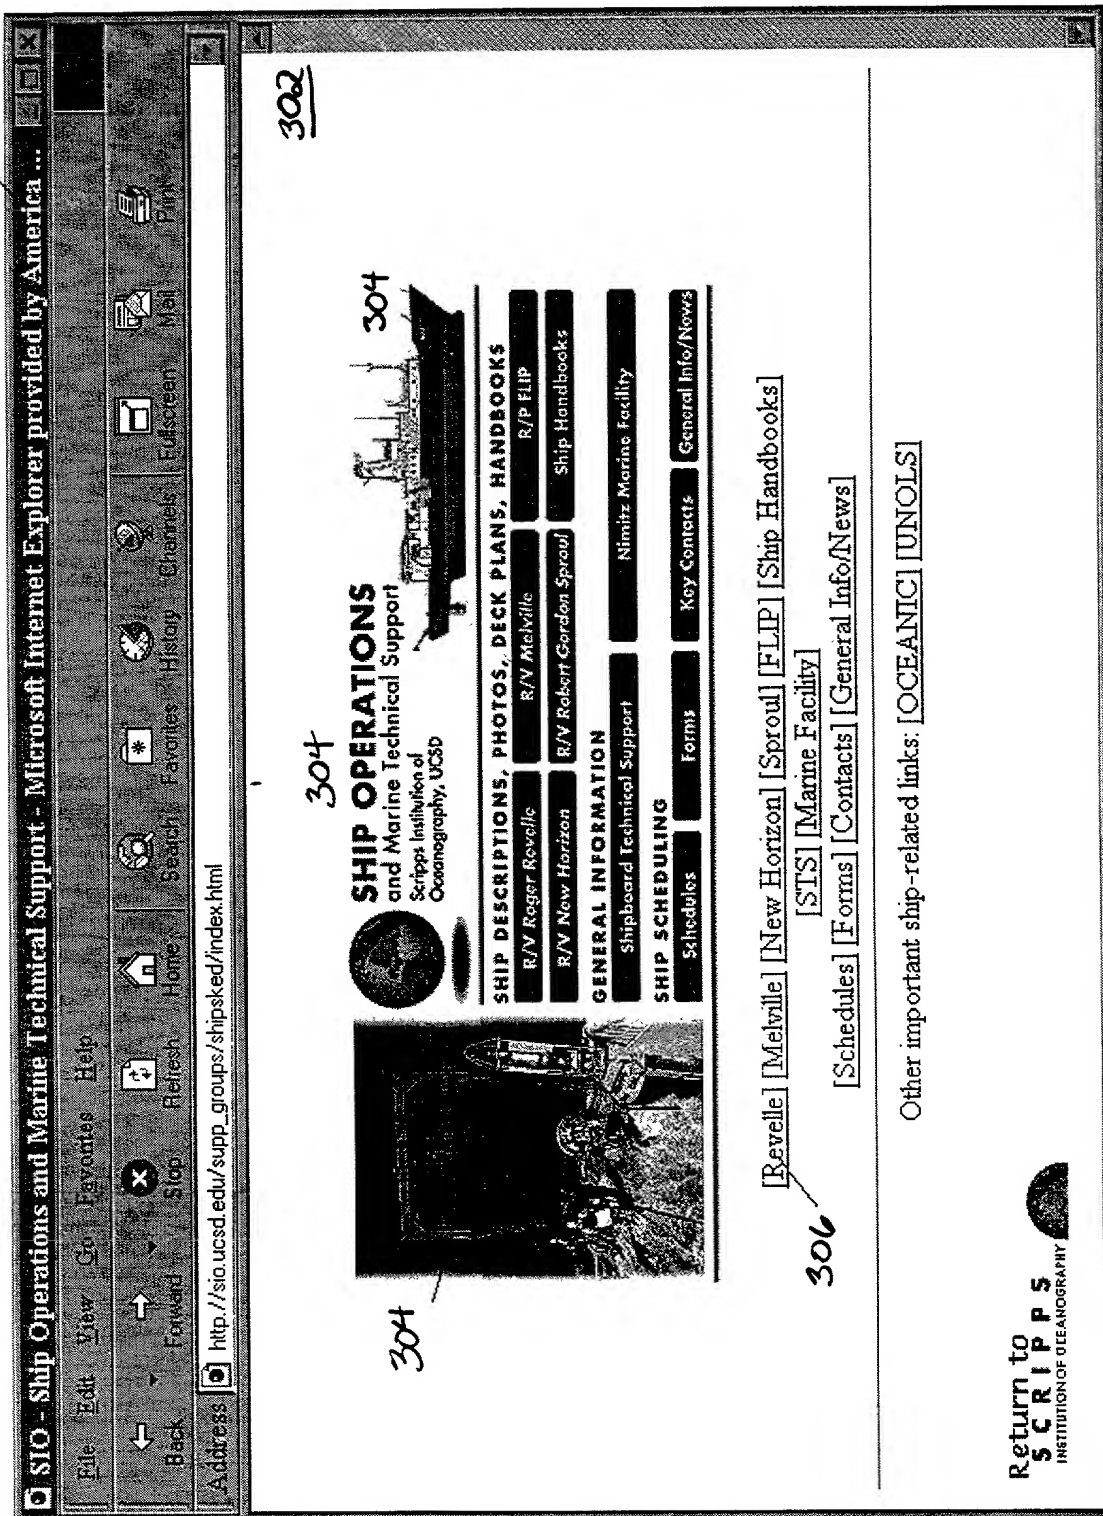 SIO - Ship Operations and Marine Technical Support - Microsoft Internet Explorer provided by America ...
File Edit View Go Favorites Help
Back Forward Stop Refresh Home Search Favorites History Channels Fullscreen Mail Print
Address http://sio.ucsd.edu/supp_groups/shipsked/index.html
302
304
304
304
SHIP OPERATIONS
and Marine Technical Support
Scripps Institution of
Oceanography, UCSD
SHIP DESCRIPTIONS, PHOTOS, DECK PLANS, HANDBOOKS
R/V Roger Revelle R/V Melville R/P FLIP
R/V New Horizon R/V Robert Gordon Sproul Ship Handbooks
GENERAL INFORMATION
Shipboard Technical Support Nimitz Marine Facility
SHIP SCHEDULING
Schedules Forms Key Contacts General Info/News
[Revelle] [Melville] [New Horizon] [Sproul] [FLIP] [Ship Handbooks]
306
[STS] [Marine Facility]
[Schedules] [Forms] [Contacts] [General Info/News]
Other important ship-related links: [OCEANIC] [UNOLS]
Return to
SCRIPPS
INSTITUTION OF OCEANOGRAPHY